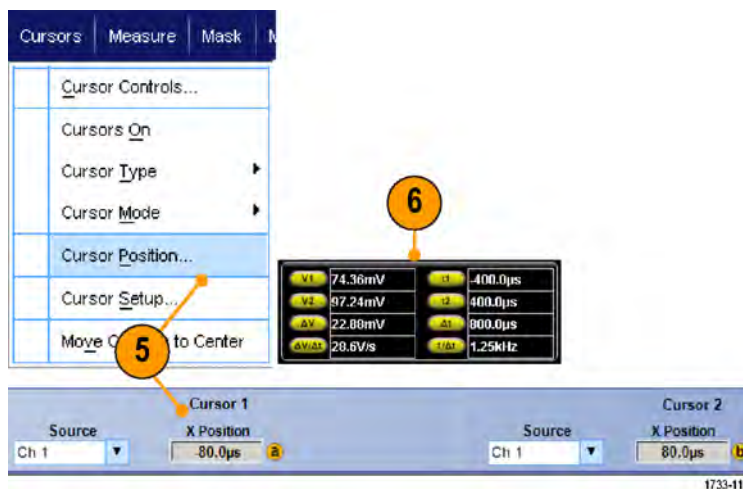 Cursors Measure Mask
Cursor Controls...
Cursors On
Cursor Type
Cursor Mode
Cursor Position...
Cursor Setup...
Move to Center
6
V1 74.36mV t1 -400.0µs
V2 97.24mV t2 400.0µs
ΔV 22.88mV Δt 800.0µs
ΔV/Δt 28.6V/s 1/Δt 1.25kHz
5
Cursor 1 Cursor 2
Source X Position Source X Position
Ch 1 -80.0µs a Ch 1 80.0µs b
1733-11